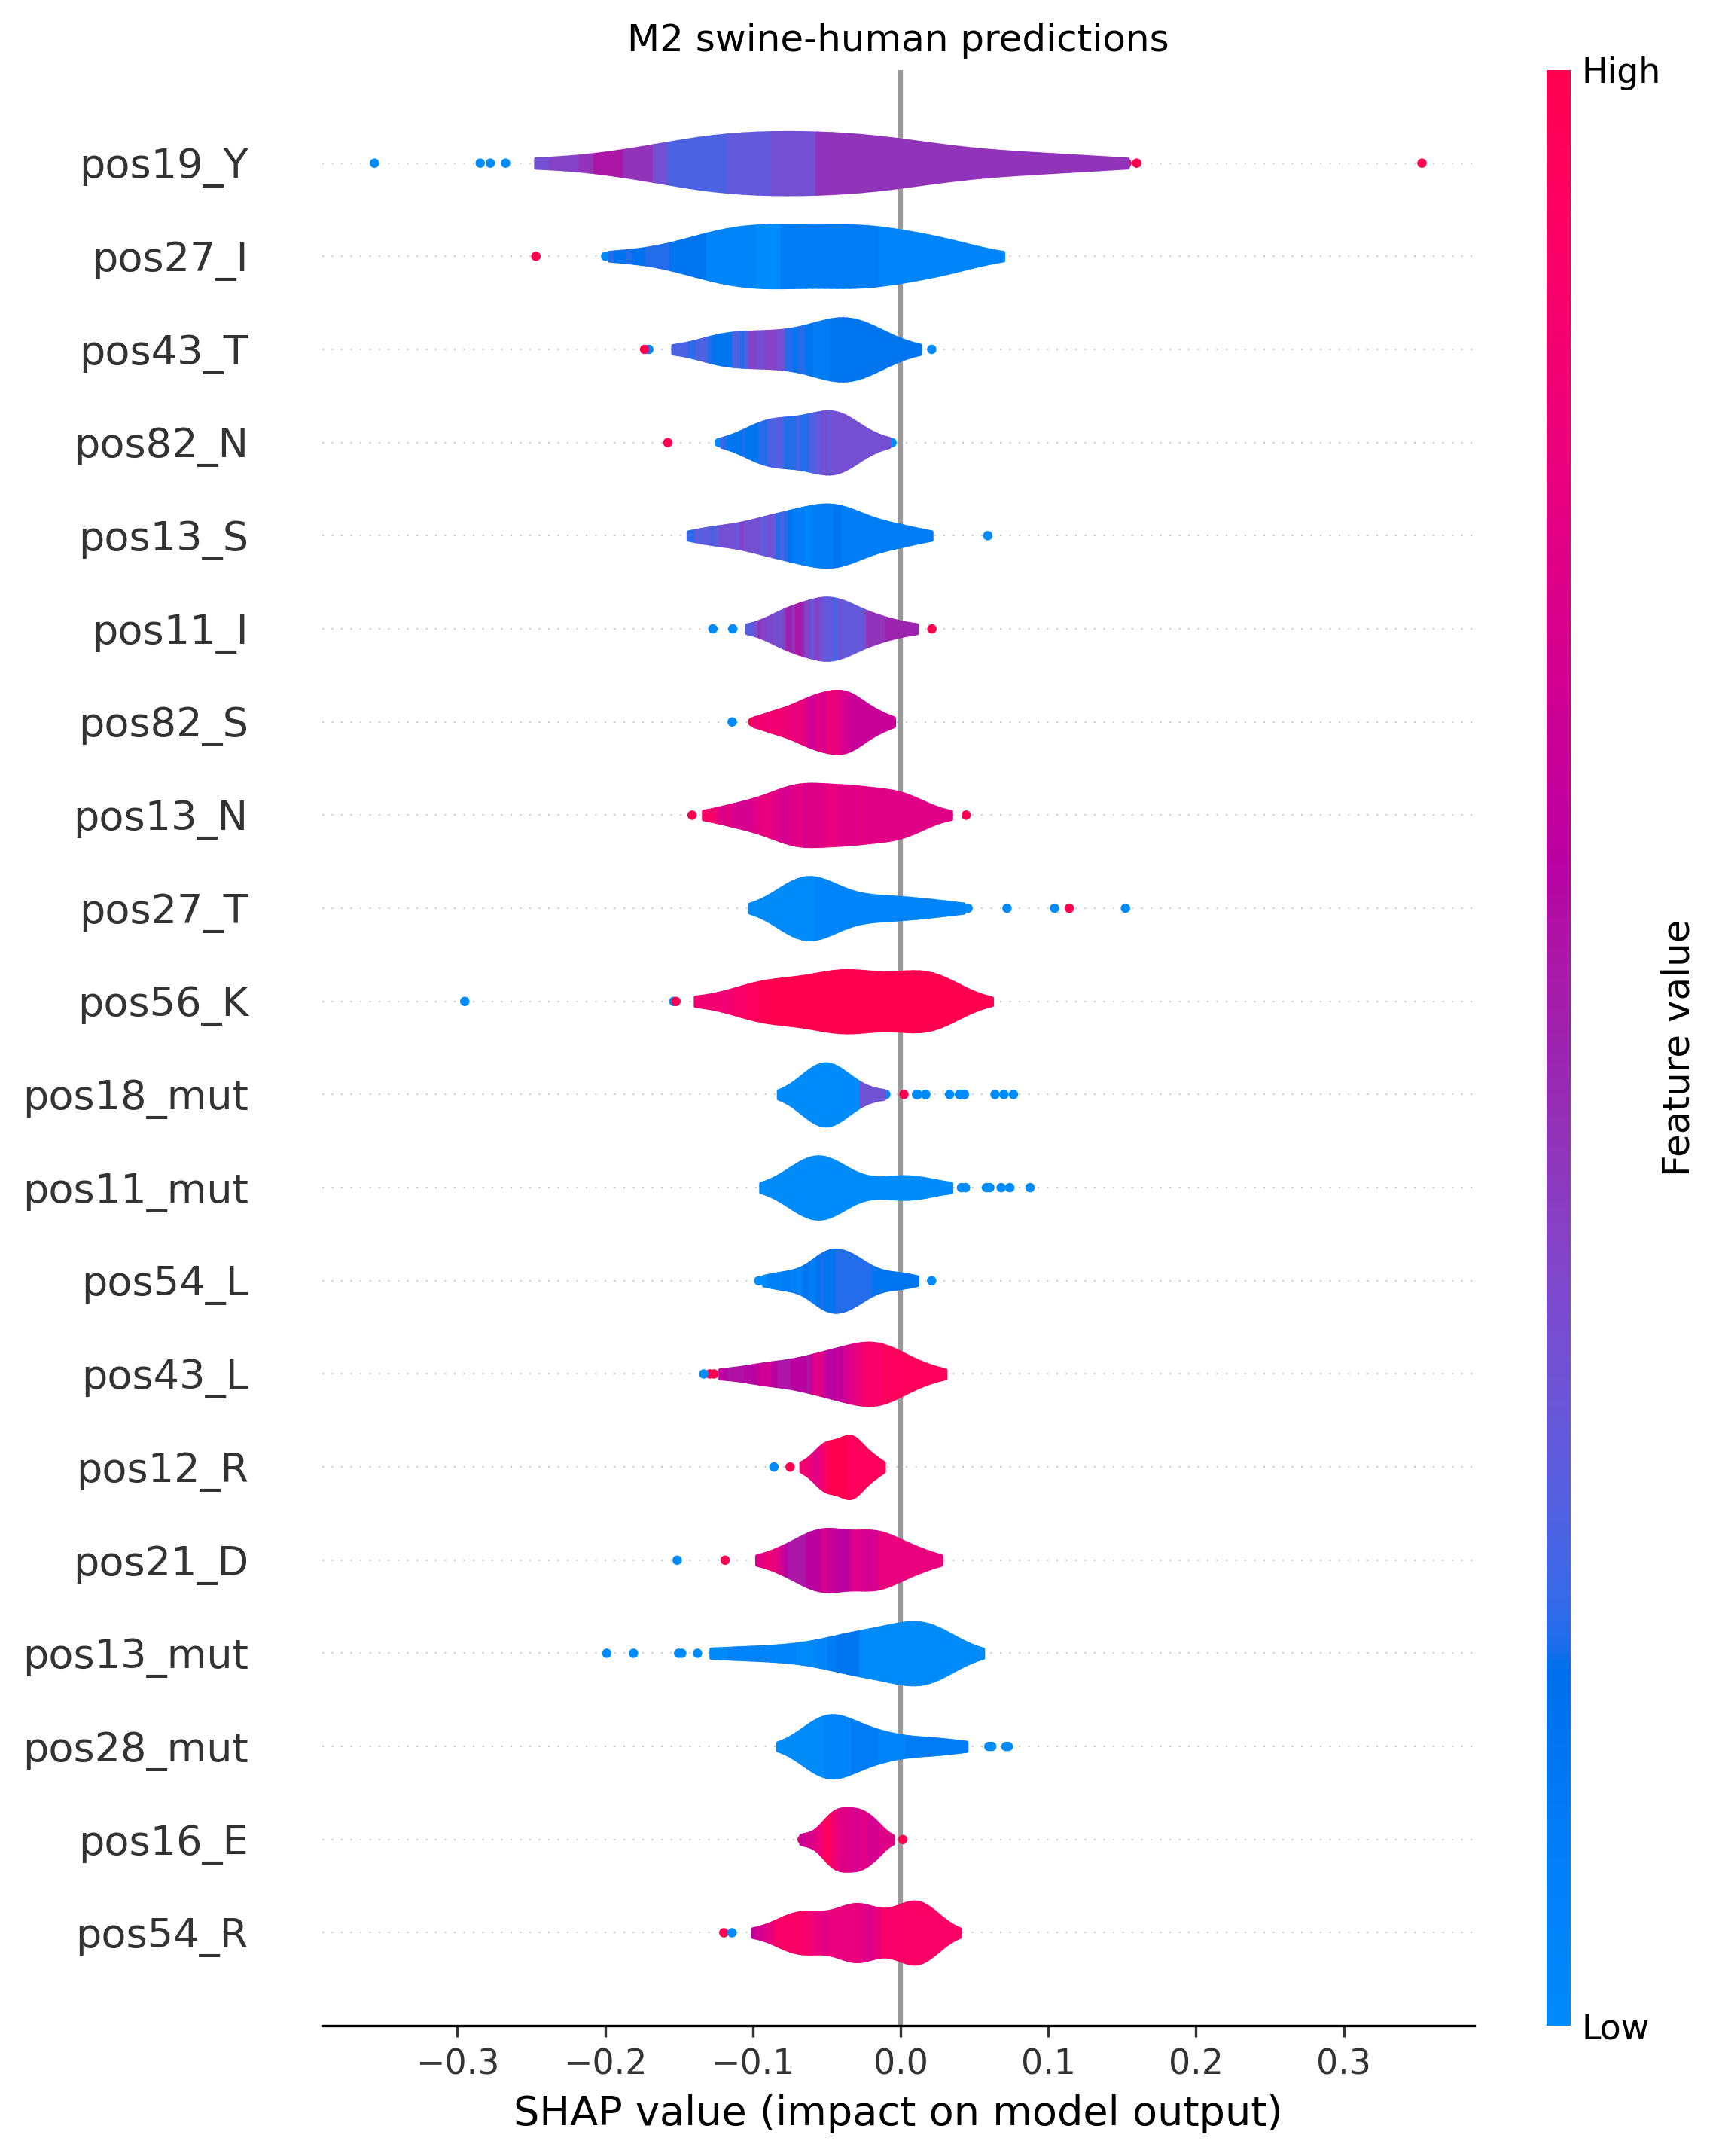 M2 swine-human predictions
High
pos19_Y
pos27_I
pos43_T
pos82_N
pos13_S
pos11_I
pos82_S
pos13_N
pos27_T
pos56_K
pos18_mut
pos11_mut
pos54_L
pos43_L
pos12_R
pos21_D
pos13_mut
pos28_mut
pos16_E
pos54_R
Feature value
Low
−0.3 −0.2 −0.1 0.0 0.1 0.2 0.3
SHAP value (impact on model output)